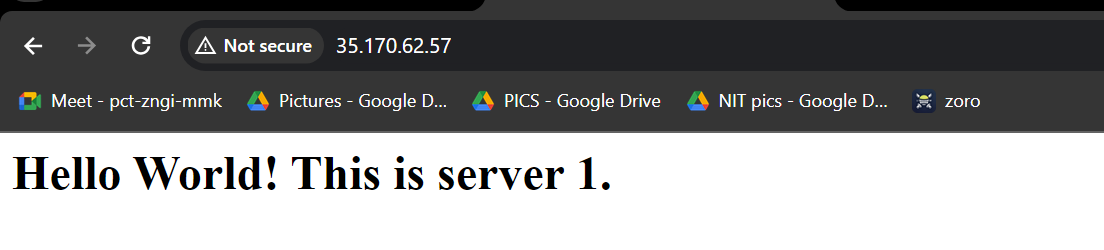 Not secure 35.170.62.57
Meet - pct-zngi-mmk Pictures - Google D... PICS - Google Drive NIT pics - Google D... zoro
Hello World! This is server 1.